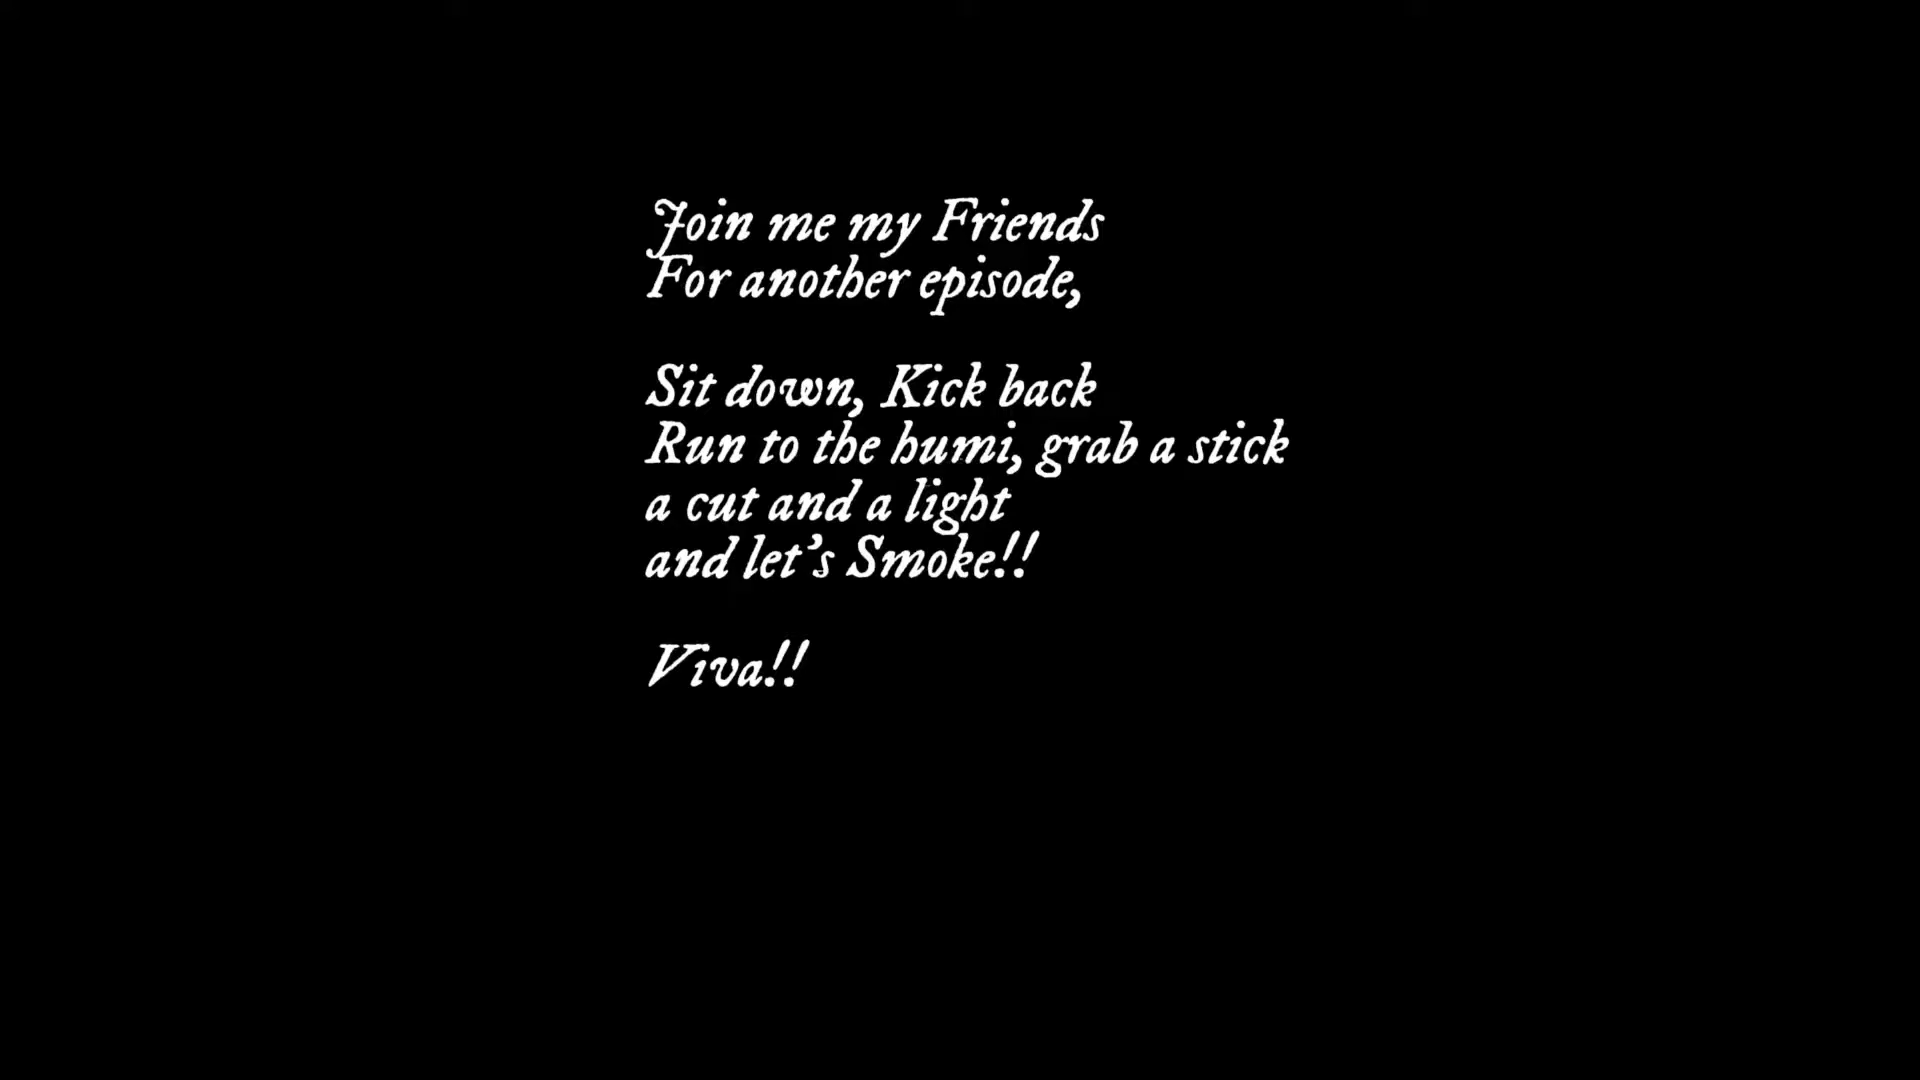 Join me my Friends
For another episode,
Sit down, Kick back
Run to the humi, grab a stick
a cut and a light
and let's Smoke!!
Viva!!